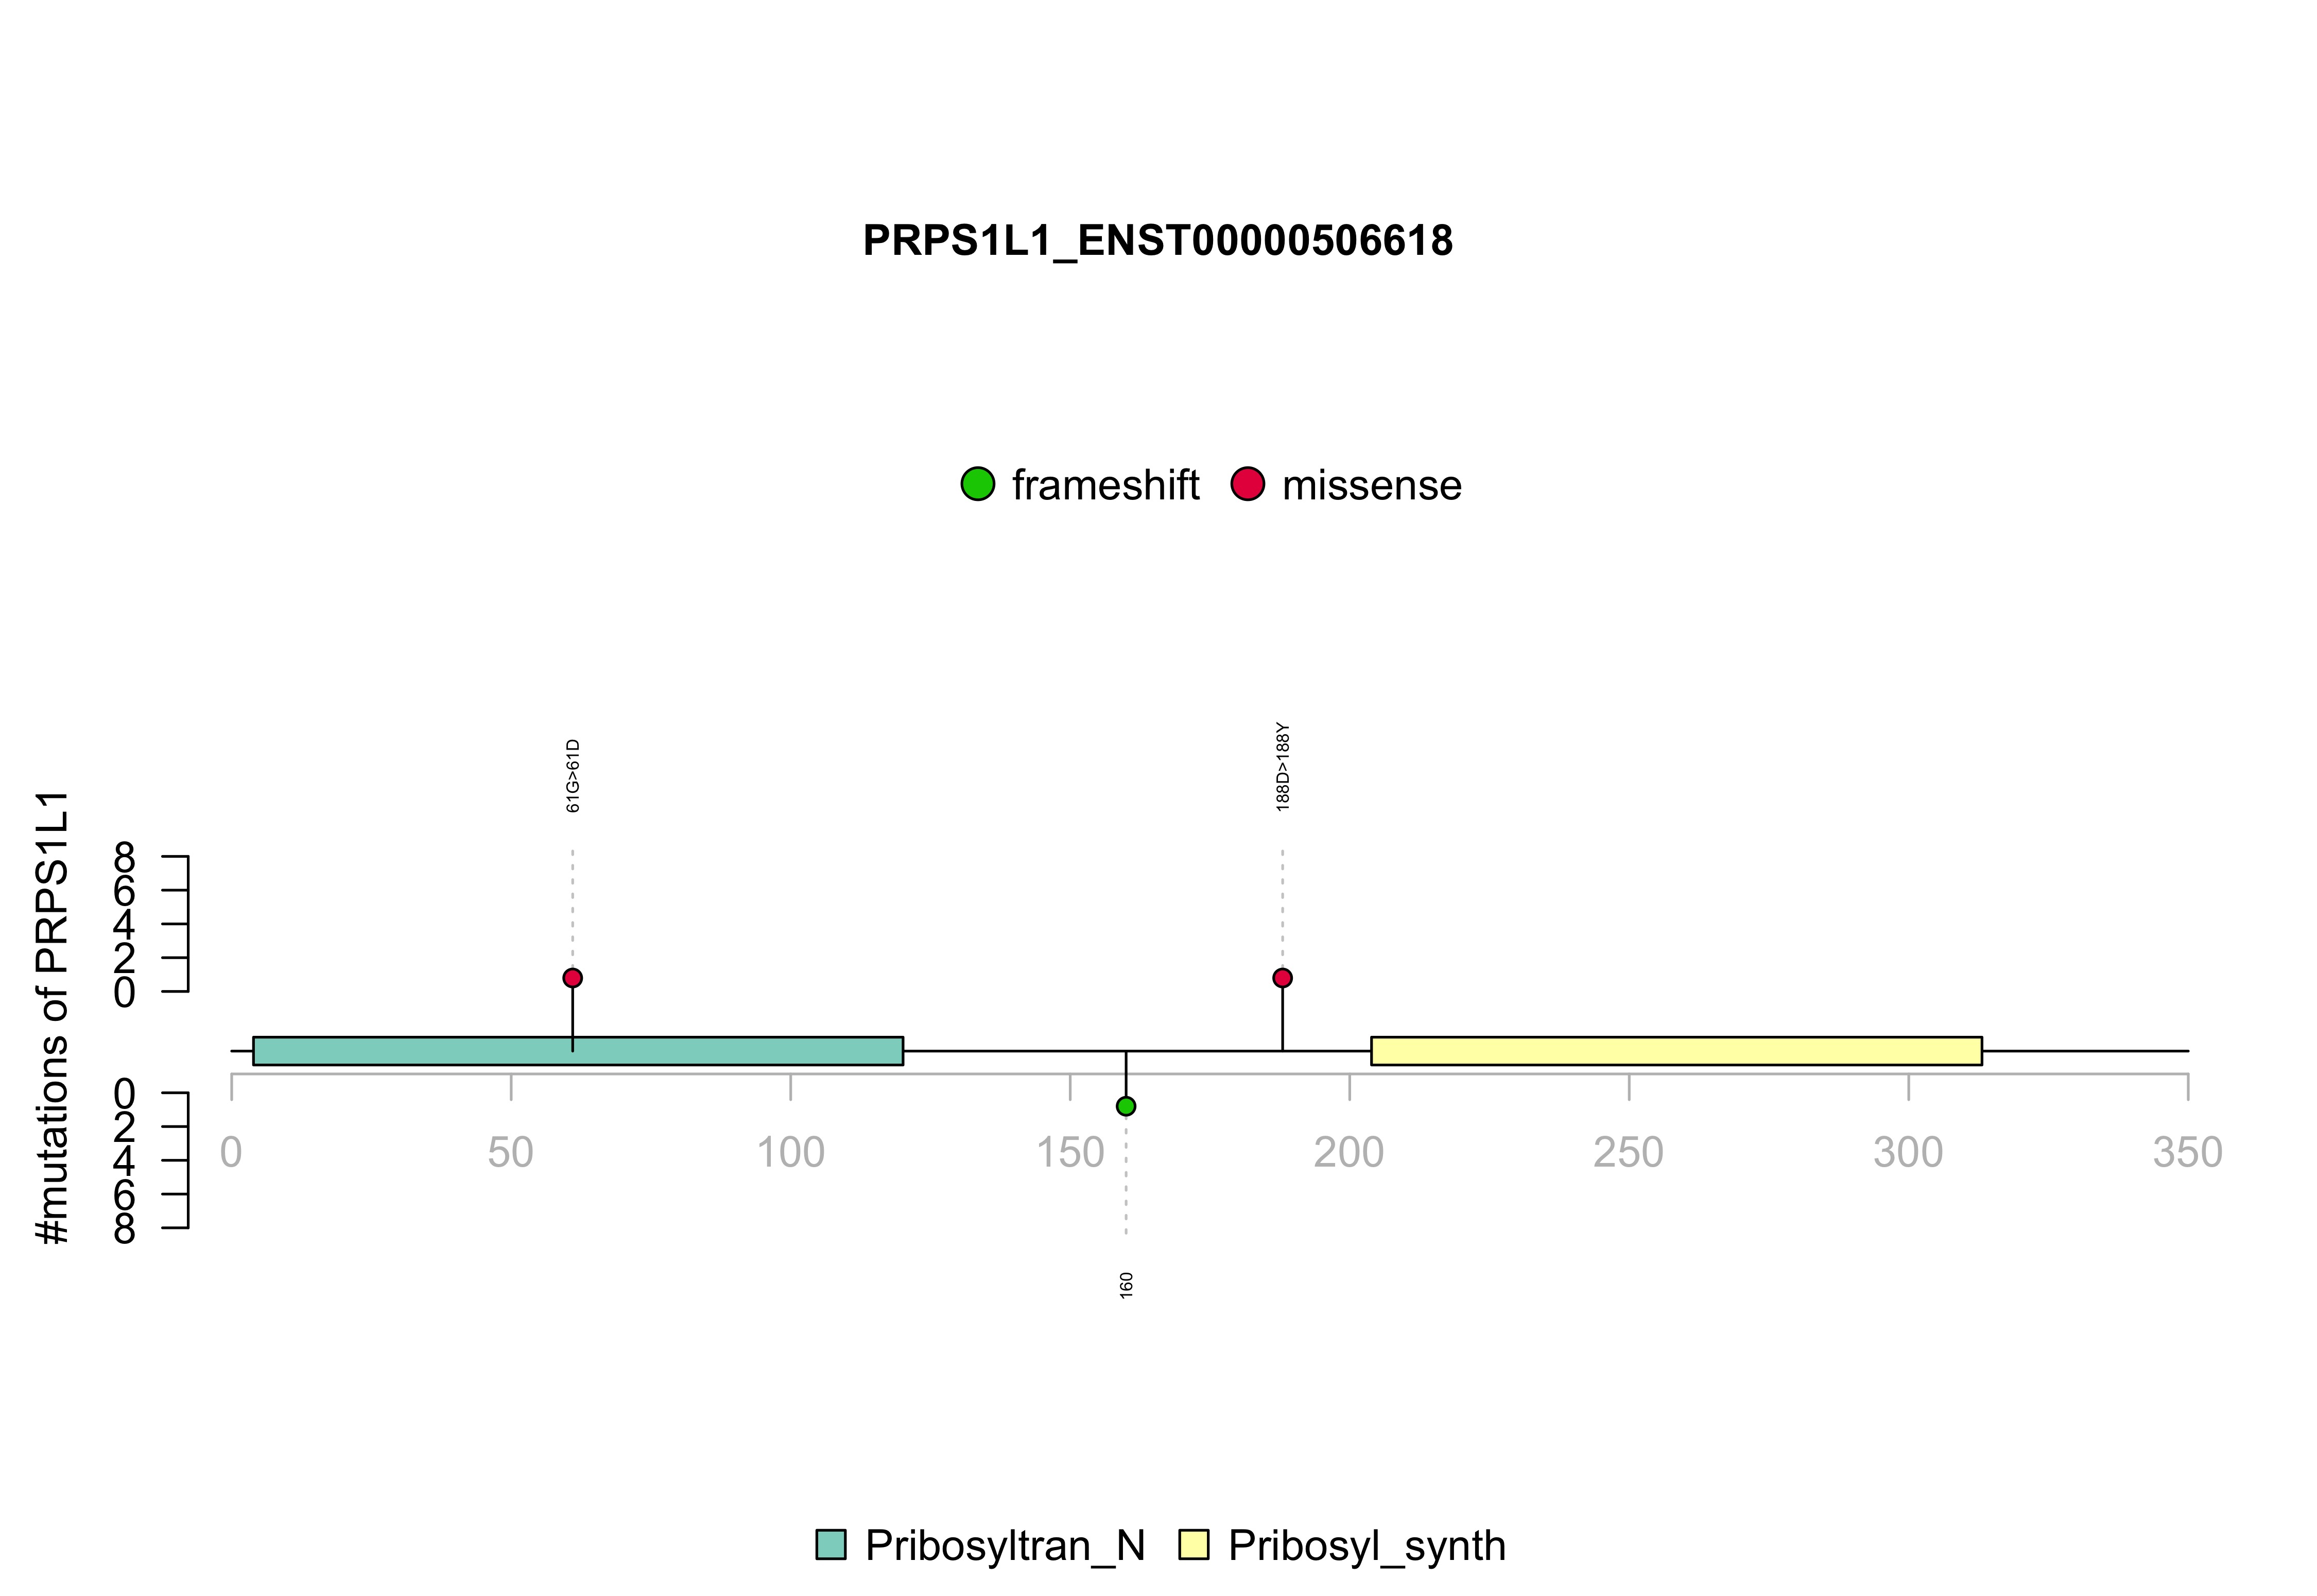 PRPS1L1_ENST00000506618
frameshift missense
61G>61D
188D>188Y
#mutations of PRPS1L1
8
6
4
2
0
0
2
4
6
8
0 50 100 150 200 250 300 350
160
Pribosyltran_N Pribosyl_synth